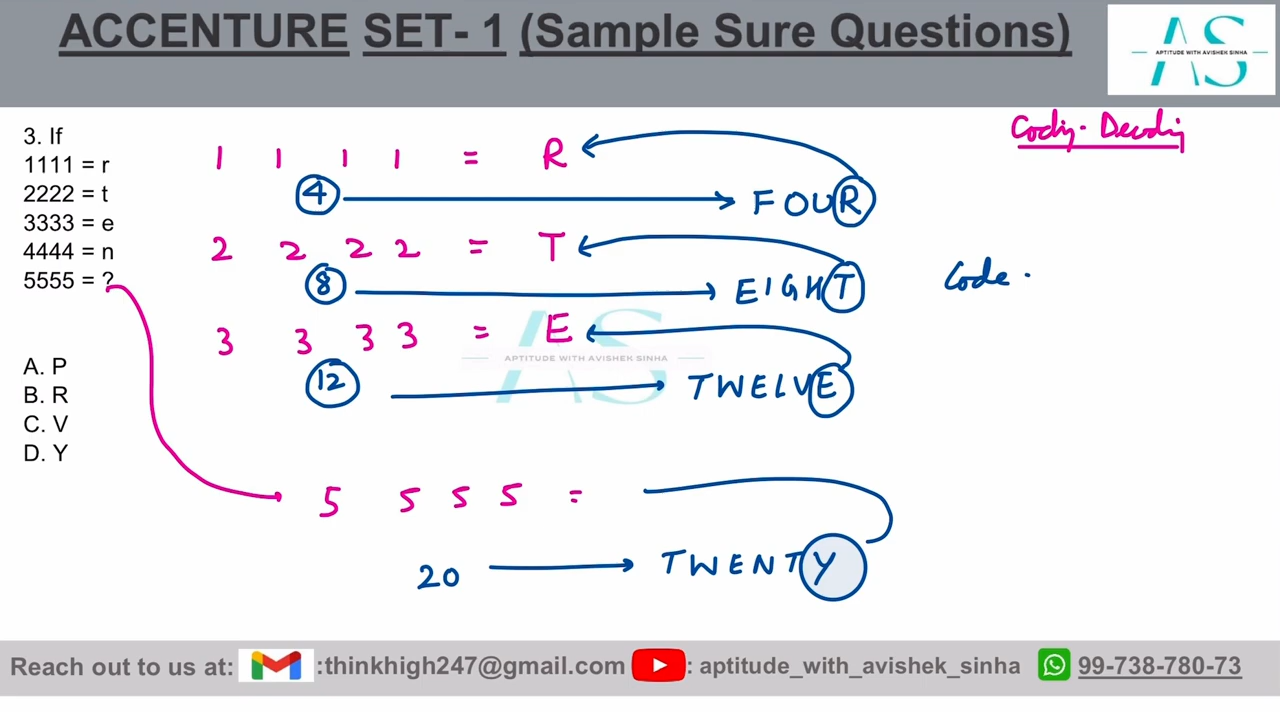 ACCENTURE SET- 1 (Sample Sure Questions)
AS
APTITUDE WITH AVISHEK SINHA
Coding - Decoding
3. If
1111 = r
2222 = t
3333 = e
4444 = n
5555 = ?
A. P
B. R
C. V
D. Y
1 1 1 1 = R
4 FOUR
2 2 2 2 = T
8 EIGHT
Code .
3 3 3 3 = E
AS
APTITUDE WITH AVISHEK SINHA
12 TWELVE
5 5 5 5 =
20 TWENTY
Reach out to us at: :thinkhigh247@gmail.com : aptitude_with_avishek_sinha 99-738-780-73